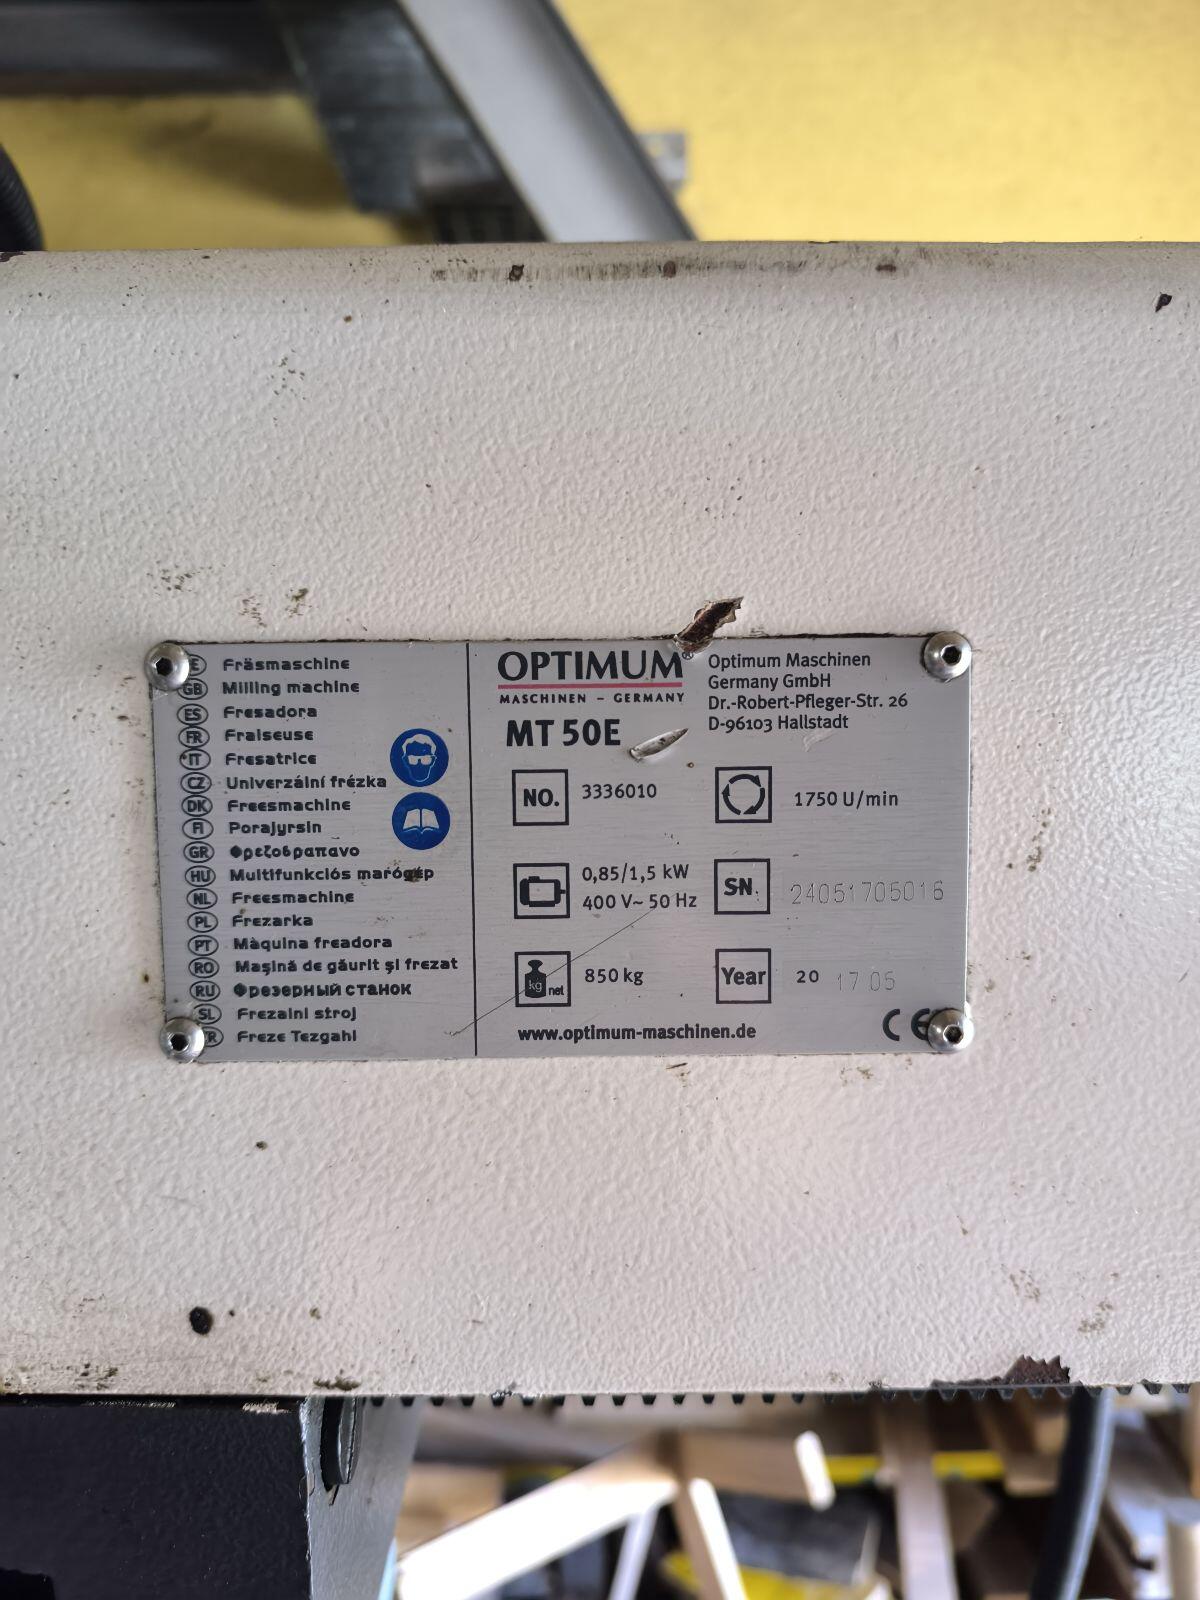 E Fräsmaschine
GB Milling machine
ES Fresadora
FR Fraiseuse
IT Fresatrice
CZ Univerzální frézka
DK Freesmachine
FI Porajyrsin
GR Φρεζοδραπανο
HU Multifunkciós marógép
NL Freesmachine
PL Frezarka
PT Màquina freadora
RO Maşină de găurit şi frezat
RU Фрезерный станок
SL Frezalni stroj
TR Freze Tezgahl
OPTIMUM®
MASCHINEN – GERMANY
MT 50E
Optimum Maschinen
Germany GmbH
Dr.-Robert-Pfleger-Str. 26
D-96103 Hallstadt
NO. 3336010
1750 U/min
0,85/1,5 kW
400 V~ 50 Hz
SN. 24051705016
kg net 850 kg
Year 20 17 05
www.optimum-maschinen.de
CE